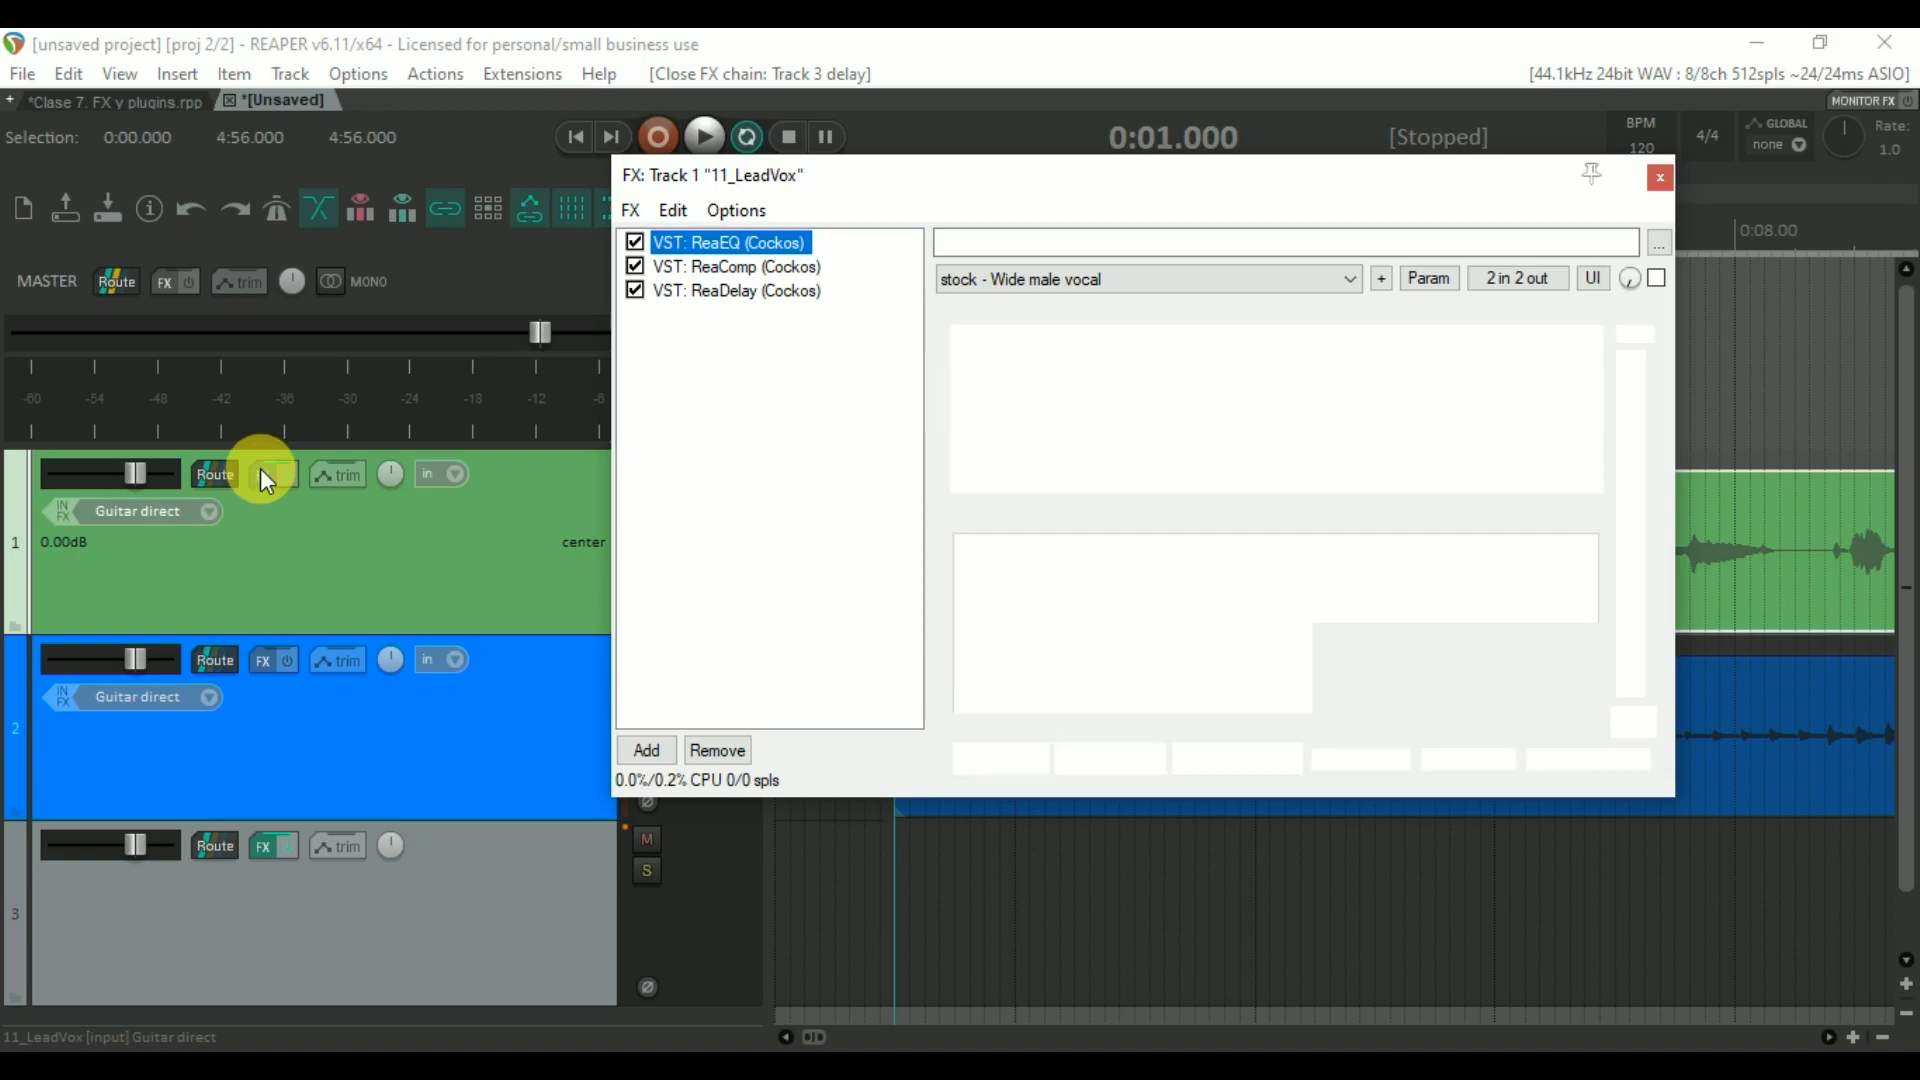 [unsaved project] [proj 2/2] - REAPER v6.11/x64 - Licensed for personal/small business use
File Edit View Insert Item Track Options Actions Extensions Help [Close FX chain: Track 3 delay] [44.1kHz 24bit WAV : 8/8ch 512spls ~24/24ms ASIO]
+ *Clase 7. FX y plugins.rpp *[Unsaved] MONITOR FX
Selection: 0:00.000 4:56.000 4:56.000 0:01.000 [Stopped] BPM 120 4/4 GLOBAL none Rate: 1.0
FX: Track 1 "11_LeadVox" x
FX Edit Options
0:08.00
VST: ReaEQ (Cockos) ...
VST: ReaComp (Cockos)
VST: ReaDelay (Cockos)
stock - Wide male vocal + Param 2 in 2 out UI
MASTER Route FX trim MONO
-60 -54 -48 -42 -36 -30 -24 -18 -12 -6
Route trim in
IN FX Guitar direct
1 0.00dB center
Route FX trim in
IN FX Guitar direct
2
Add Remove
0.0%/0.2% CPU 0/0 spls
Route FX trim M
S
3
11_LeadVox [input] Guitar direct